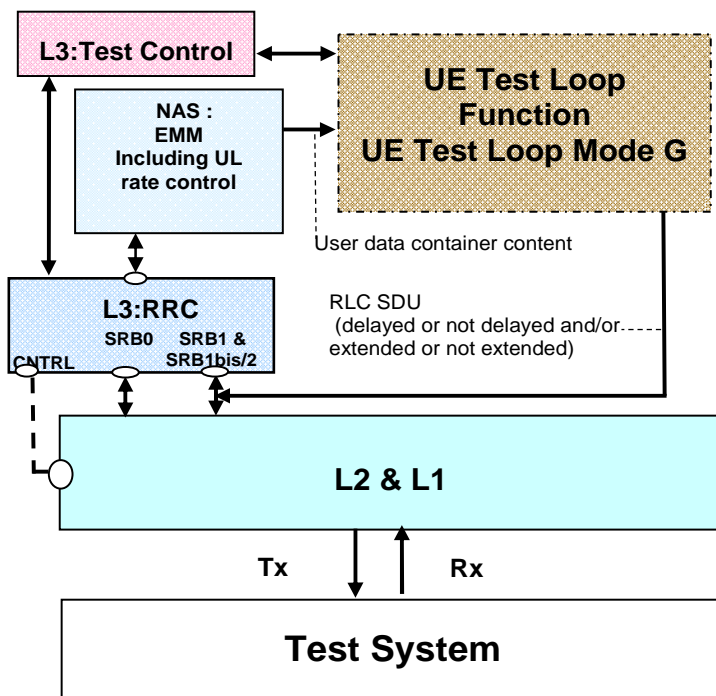 L3:Test Control
UE Test Loop
Function
UE Test Loop Mode G
NAS :
EMM
Including UL
rate control
User data container content
RLC SDU
(delayed or not delayed and/or
extended or not extended)
L3:RRC
SRB0
SRB1 &
SRB1bis/2
CNTRL
L2 & L1
Tx
Rx
Test System